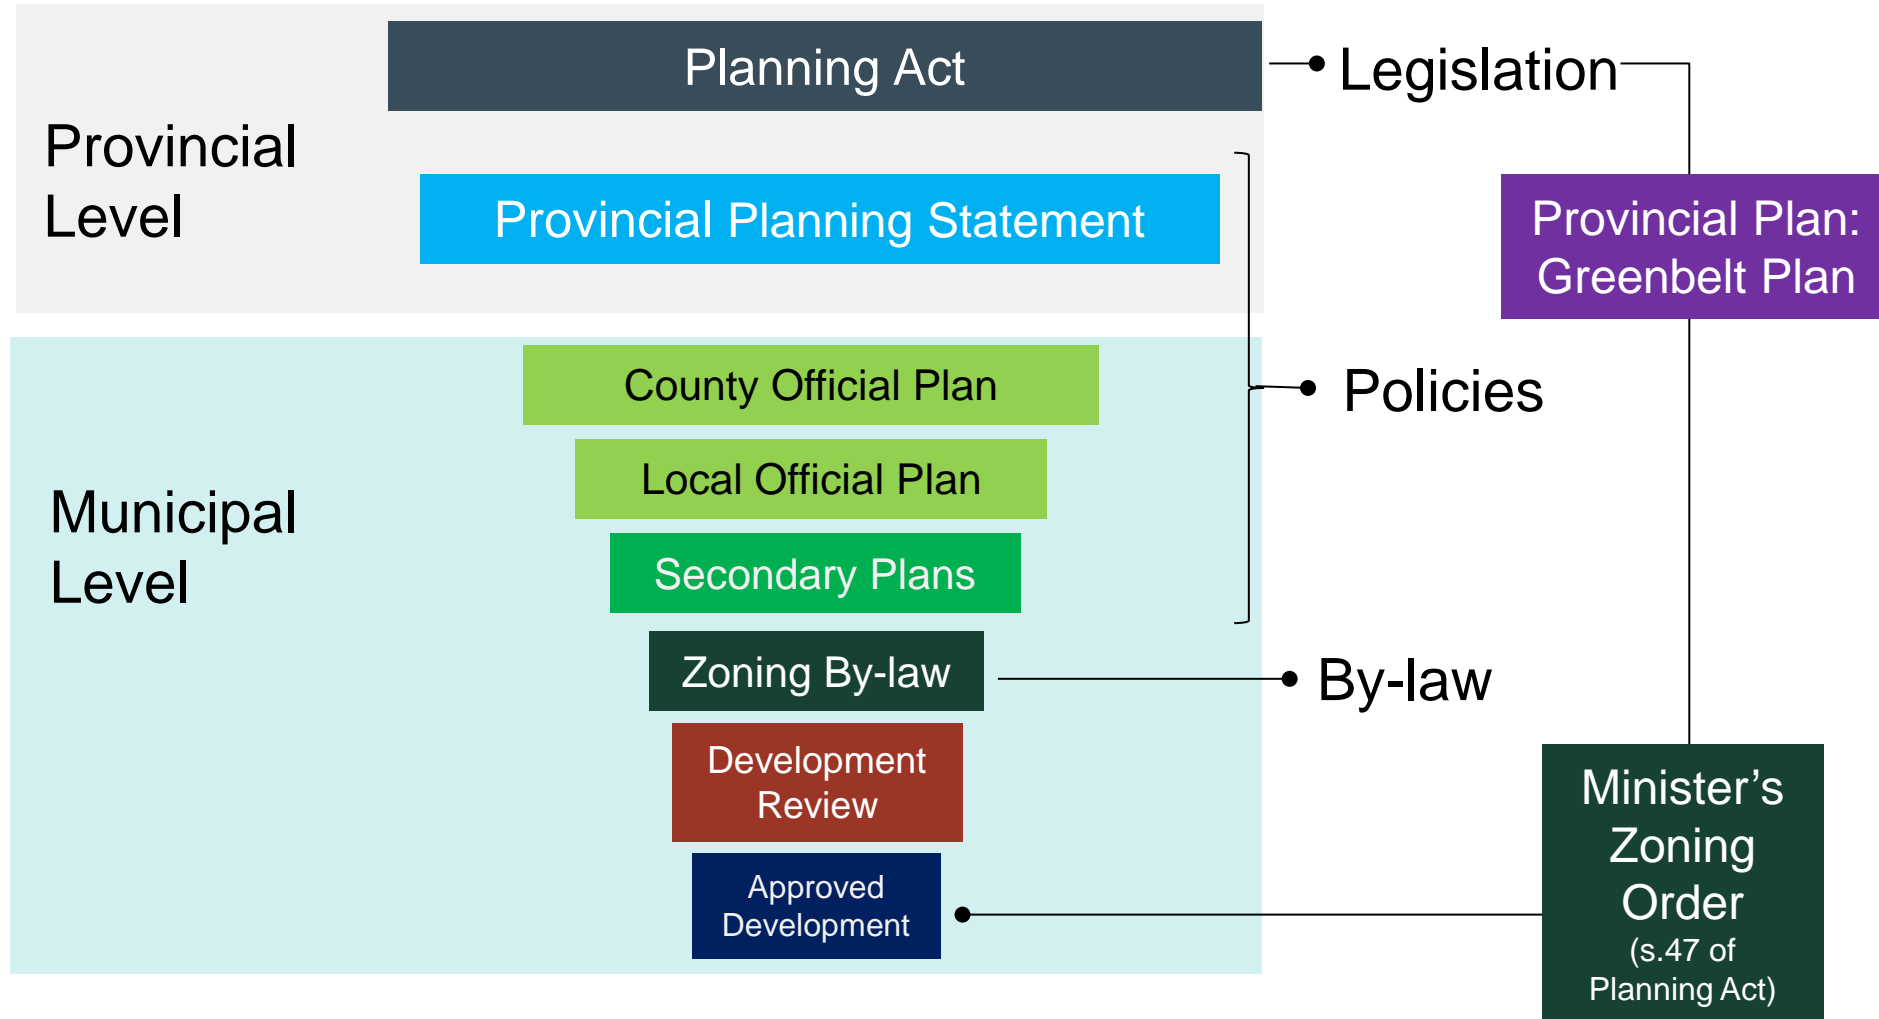 Planning Act
Legislation
Provincial
Level
Provincial Planning Statement
Provincial Plan:
Greenbelt Plan
County Official Plan
Policies
Local Official Plan
Municipal
Level
Secondary Plans
Zoning By-law
By-law
Development
Review
Approved
Development
Minister’s
Zoning
Order
(s.47 of
Planning Act)